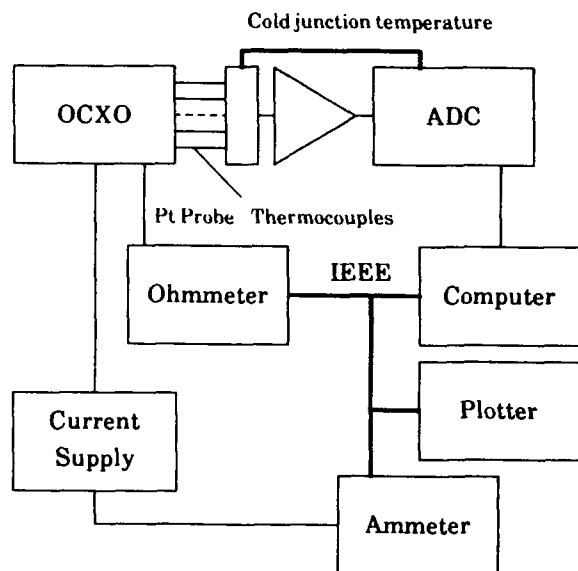 Cold junction temperature
OCXO
ADC
Pt Probe Thermocouples
IEEE
Ohmmeter
Computer
Current
Supply
Plotter
Ammeter